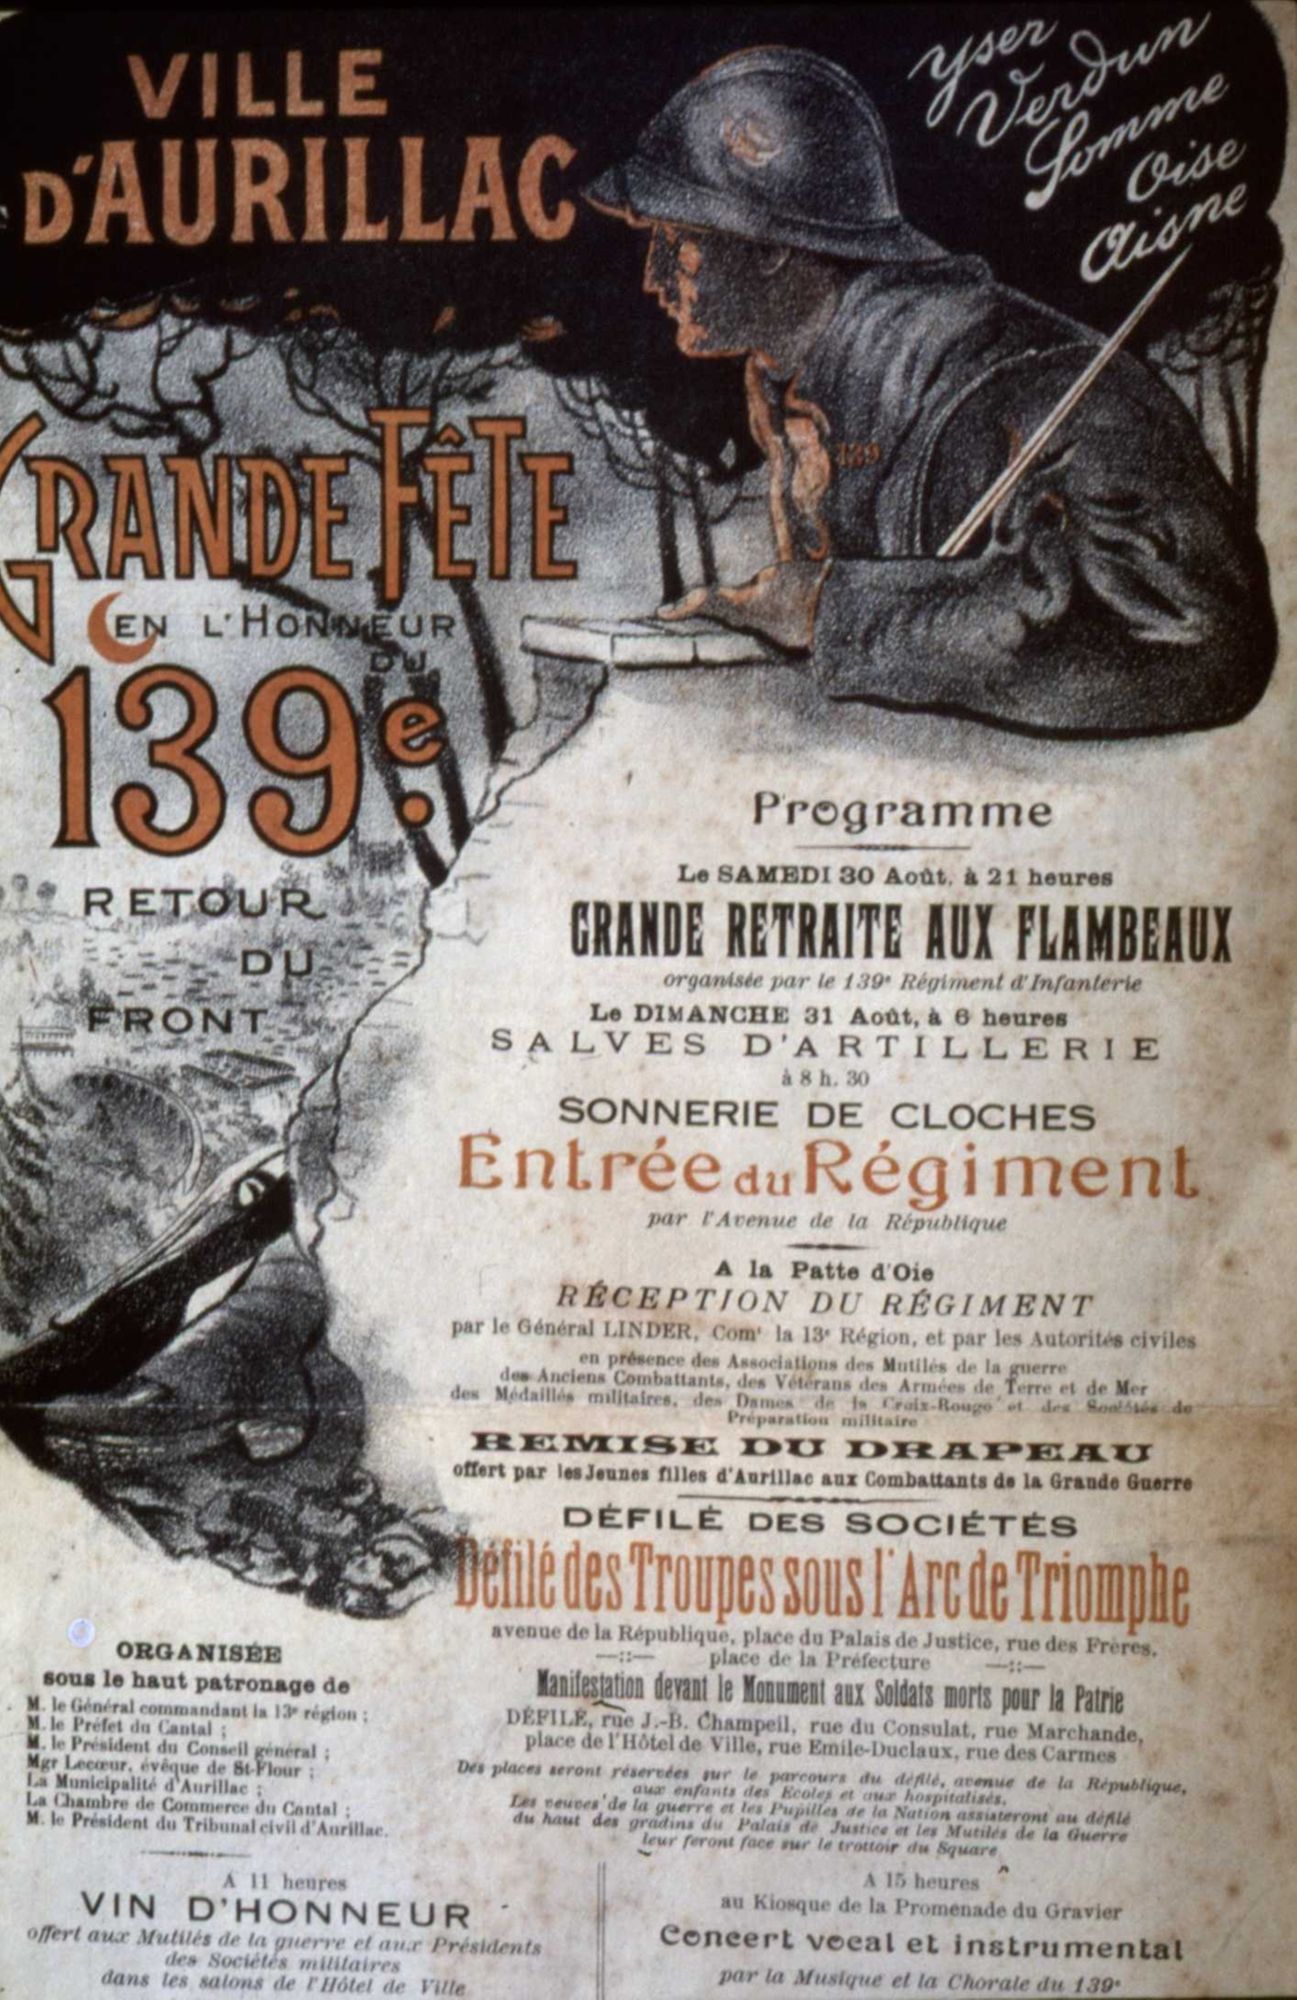 VILLE
D'AURILLAC
Yser
Verdun
Somme
Oise
Aisne
139
GRANDE FÊTE
EN L'HONNEUR
DU
139e.
RETOUR
DU
FRONT
Programme
Le SAMEDI 30 Août, à 21 heures
GRANDE RETRAITE AUX FLAMBEAUX
organisée par le 139e Régiment d'Infanterie
Le DIMANCHE 31 Août, à 6 heures
SALVES D'ARTILLERIE
à 8 h. 30
SONNERIE DE CLOCHES
Entrée du Régiment
par l'Avenue de la République
A la Patte d'Oie
RÉCEPTION DU RÉGIMENT
par le Général LINDER, Comt la 13e Région, et par les Autorités civiles
en présence des Associations des Mutilés de la guerre
des Anciens Combattants, des Vétérans des Armées de Terre et de Mer
des Médaillés militaires, des Dames de la Croix-Rouge et des Sociétés de
Préparation militaire
REMISE DU DRAPEAU
offert par les Jeunes filles d'Aurillac aux Combattants de la Grande Guerre
DÉFILÉ DES SOCIÉTÉS
Défilé des Troupes sous l'Arc de Triomphe
avenue de la République, place du Palais de Justice, rue des Frères,
place de la Préfecture
Manifestation devant le Monument aux Soldats morts pour la Patrie
DÉFILÉ, rue J.-B. Champeil, rue du Consulat, rue Marchande,
place de l'Hôtel de Ville, rue Emile-Duclaux, rue des Carmes
Des places seront réservées sur le parcours du défilé, avenue de la République,
aux enfants des Ecoles et aux hospitalisés.
Les veuves de la guerre et les Pupilles de la Nation assisteront au défilé
du haut des gradins du Palais de Justice et les Mutilés de la Guerre
leur feront face sur le trottoir du Square
ORGANISÉE
sous le haut patronage de
M. le Général commandant la 13e région ;
M. le Préfet du Cantal ;
M. le Président du Conseil général ;
Mgr Lecœur, évêque de St-Flour ;
La Municipalité d'Aurillac ;
La Chambre de Commerce du Cantal ;
M. le Président du Tribunal civil d'Aurillac.
A 11 heures
VIN D'HONNEUR
offert aux Mutilés de la guerre et aux Présidents
des Sociétés militaires
dans les salons de l'Hôtel de Ville
A 15 heures
au Kiosque de la Promenade du Gravier
Concert vocal et instrumental
par la Musique et la Chorale du 139e